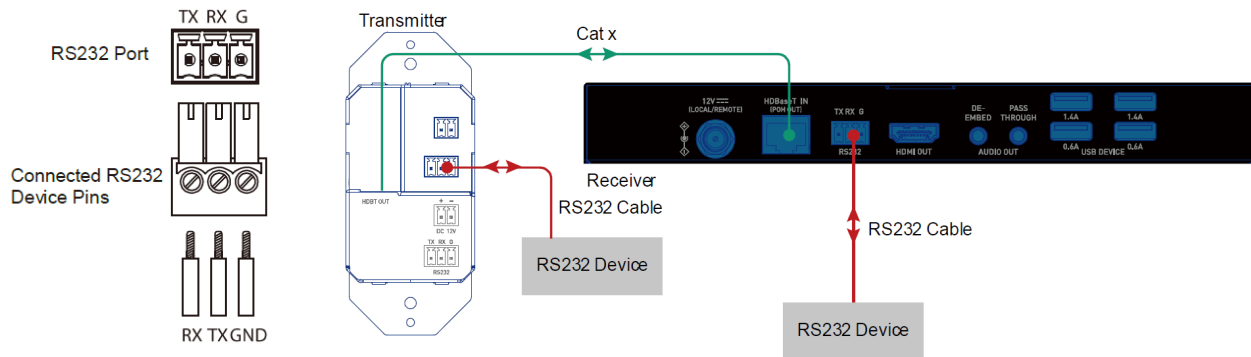 TX RX G
RS232 Port
Connected RS232
Device Pins
RX TX GND
Transmitter
HDBT OUT
+ −
DC 12V
TX RX G
RS232
Cat x
RS232 Cable
RS232 Device
Receiver
12V
(LOCAL/REMOTE)
HDBaseT IN
(POH OUT)
TX RX G
RS232
HDMI OUT
DE-
EMBED
PASS
THROUGH
AUDIO OUT
1.4A
1.4A
0.6A
0.6A
USB DEVICE
RS232 Cable
RS232 Device